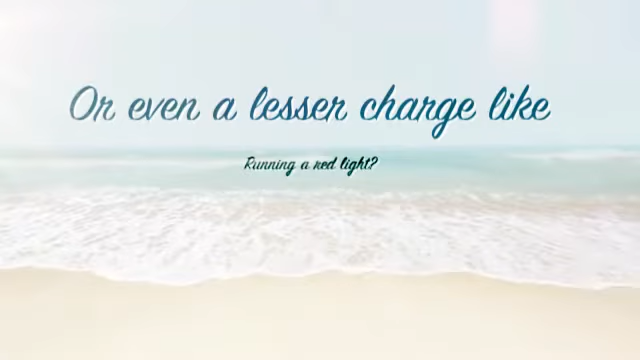 Or even a lesser charge like
Running a red light?